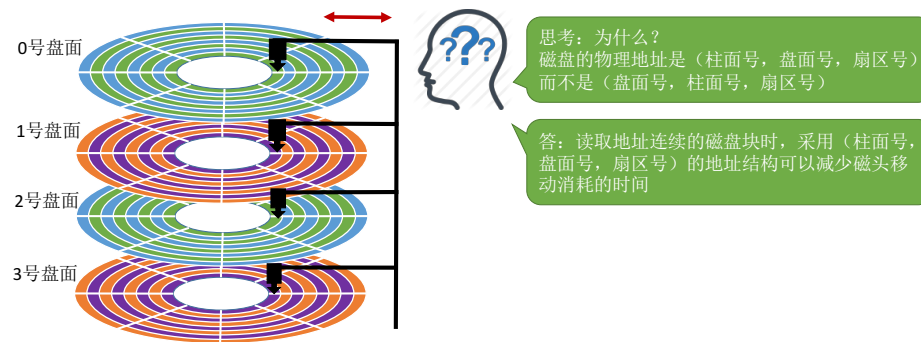 0号盘面
1号盘面
2号盘面
3号盘面
???
思考：为什么？
磁盘的物理地址是（柱面号，盘面号，扇区号）
而不是（盘面号，柱面号，扇区号）
答：读取地址连续的磁盘块时，采用（柱面号，
盘面号，扇区号）的地址结构可以减少磁头移
动消耗的时间